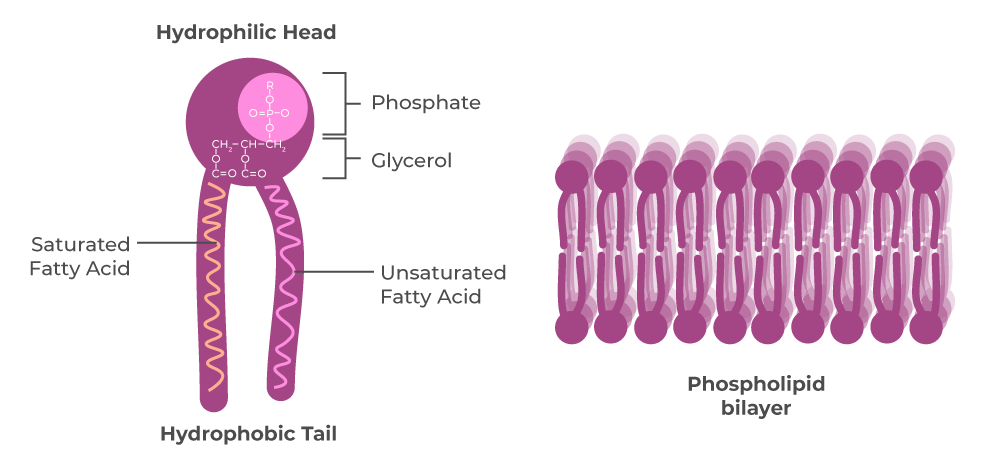 Hydrophilic Head
R
O
O=P–O
O
Phosphate
CH2–CH–CH2
O O
C=O C=O
Glycerol
Saturated
Fatty Acid
Unsaturated
Fatty Acid
Hydrophobic Tail
Phospholipid
bilayer